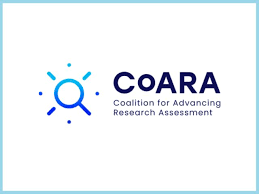 CoARA
Coalition for Advancing
Research Assessment